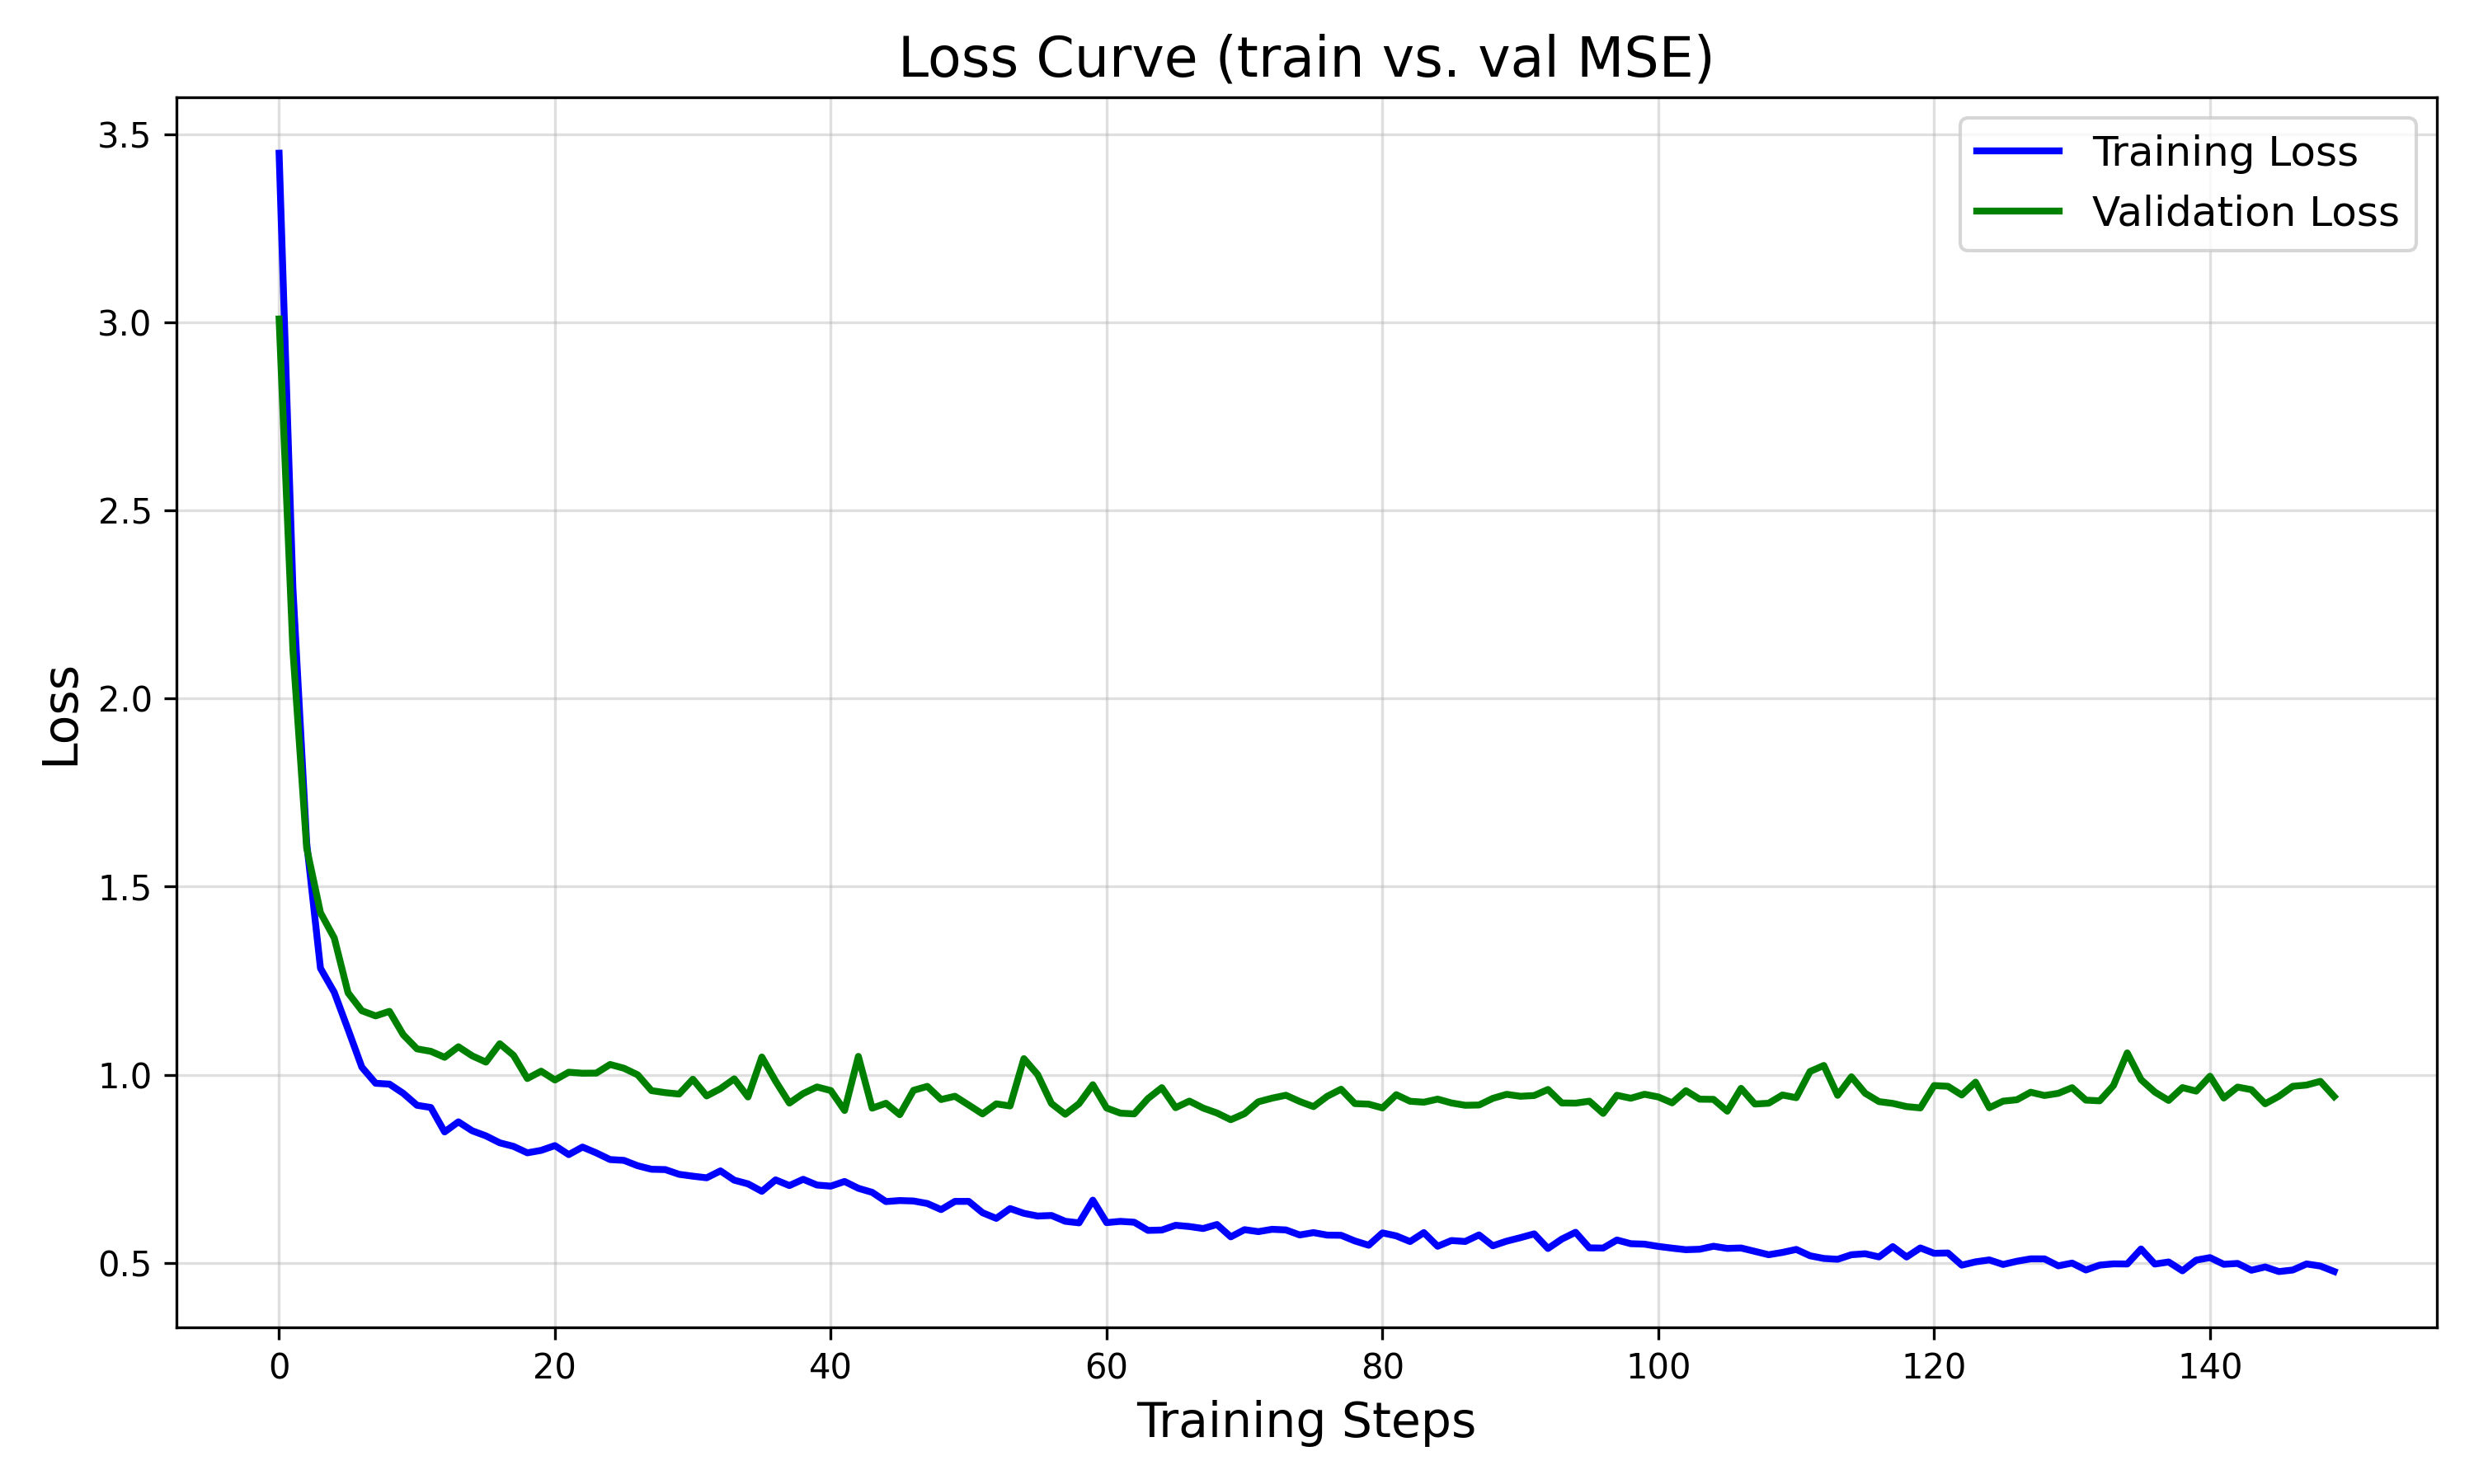 Loss Curve (train vs. val MSE)
Training Loss
Validation Loss
3.5
3.0
2.5
2.0
1.5
1.0
0.5
Loss
0 20 40 60 80 100 120 140
Training Steps